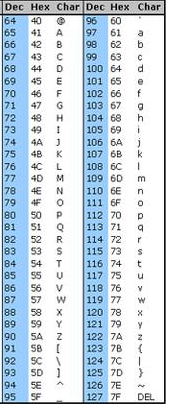 Dec Hex Char Dec Hex Char
64 40 @ 96 60 `
65 41 A 97 61 a
66 42 B 98 62 b
67 43 C 99 63 c
68 44 D 100 64 d
69 45 E 101 65 e
70 46 F 102 66 f
71 47 G 103 67 g
72 48 H 104 68 h
73 49 I 105 69 i
74 4A J 106 6A j
75 4B K 107 6B k
76 4C L 108 6C l
77 4D M 109 6D m
78 4E N 110 6E n
79 4F O 111 6F o
80 50 P 112 70 p
81 51 Q 113 71 q
82 52 R 114 72 r
83 53 S 115 73 s
84 54 T 116 74 t
85 55 U 117 75 u
86 56 V 118 76 v
87 57 W 119 77 w
88 58 X 120 78 x
89 59 Y 121 79 y
90 5A Z 122 7A z
91 5B [ 123 7B {
92 5C \ 124 7C |
93 5D ] 125 7D }
94 5E ^ 126 7E ~
95 5F _ 127 7F DEL